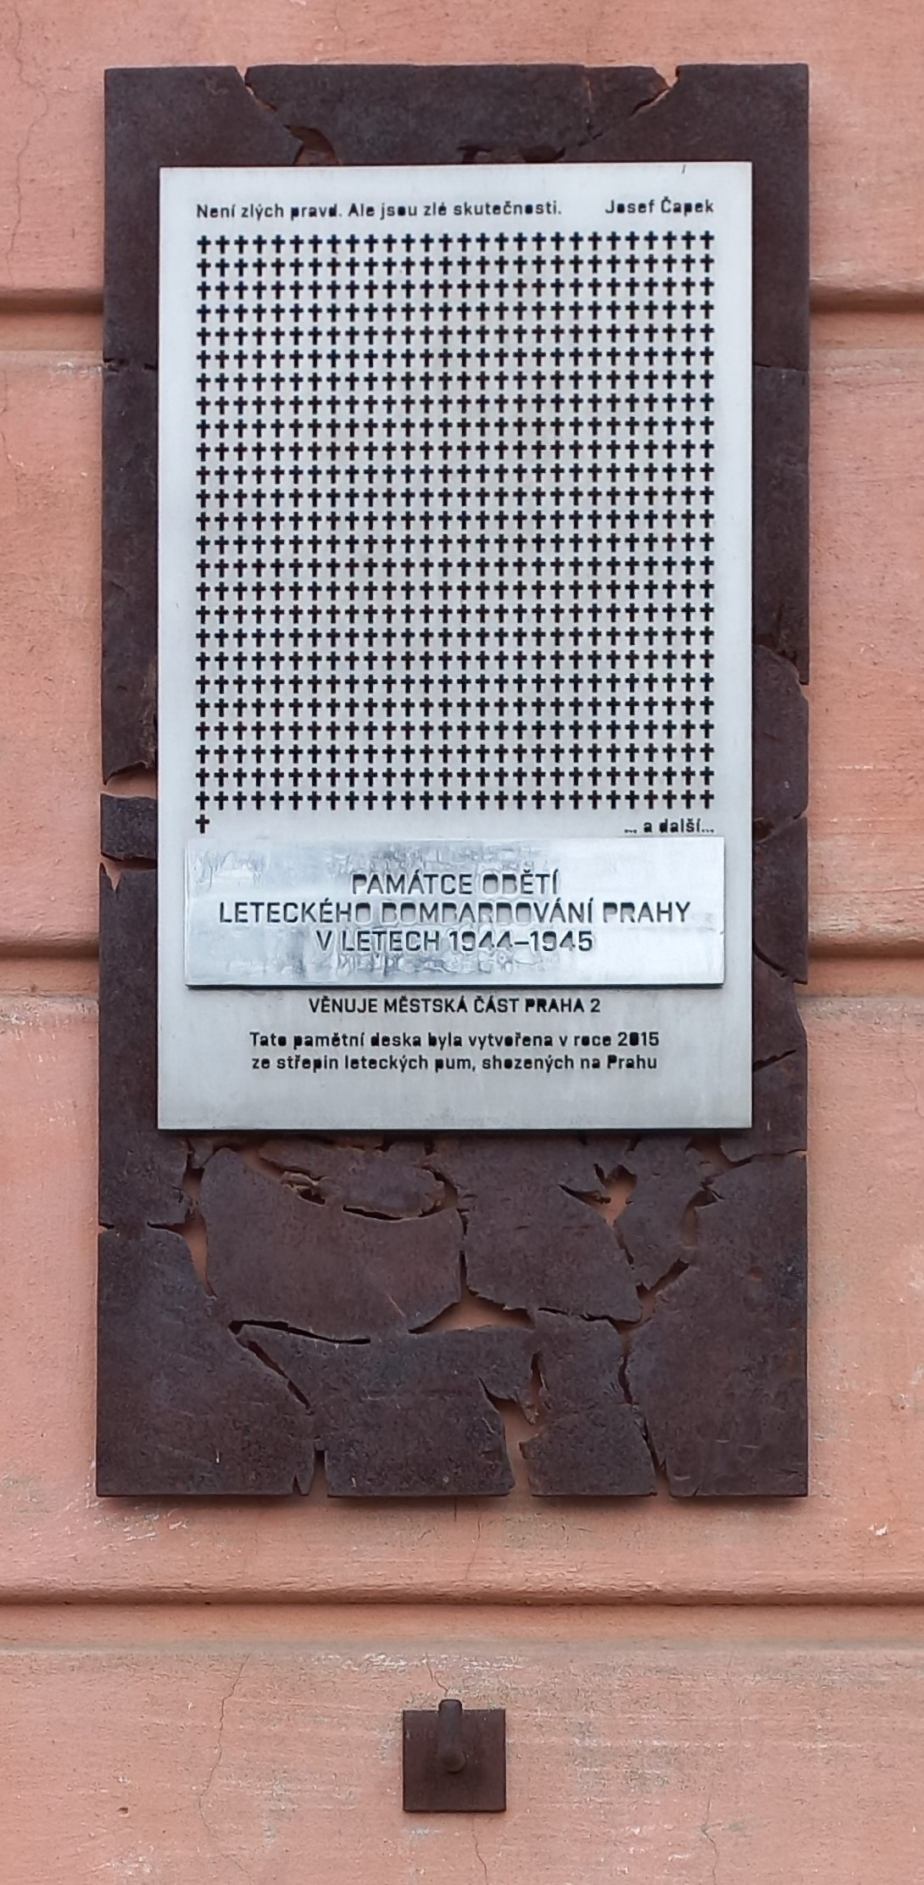 Není zlých pravd. Ale jsou zlé skutečnosti. Josef Čapek
... a další...
PAMÁTCE OBĚTÍ
LETECKÉHO BOMBARDOVÁNÍ PRAHY
V LETECH 1944–1945
VĚNUJE MĚSTSKÁ ČÁST PRAHA 2
Tato pamětní deska byla vytvořena v roce 2015
ze střepin leteckých pum, shozených na Prahu